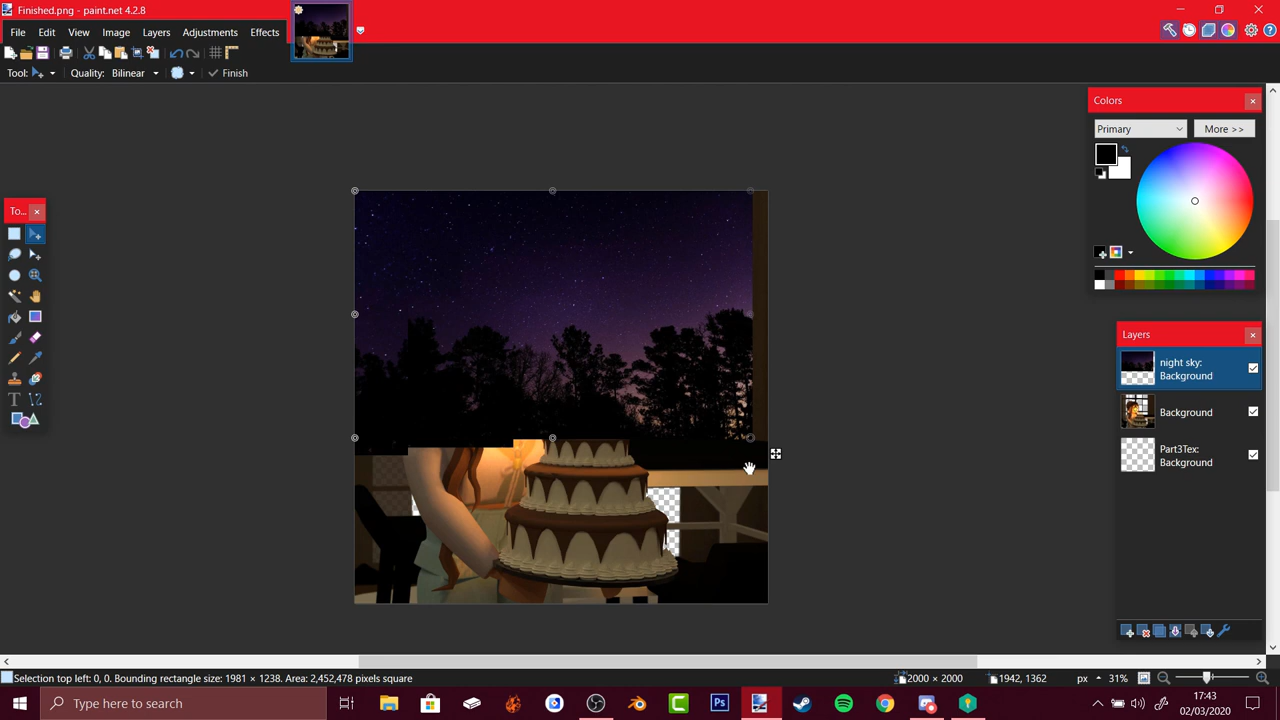 Finished.png - paint.net 4.2.8
File Edit View Image Layers Adjustments Effects
Tool: Quality: Bilinear Finish
Colors
Primary More >>
To...
Layers
night sky:
Background
Background
Part3Tex:
Background
Selection top left: 0, 0. Bounding rectangle size: 1981 × 1238. Area: 2,452,478 pixels square 2000 × 2000 1942, 1362 px 31%
Type here to search Ps 17:43
02/03/2020